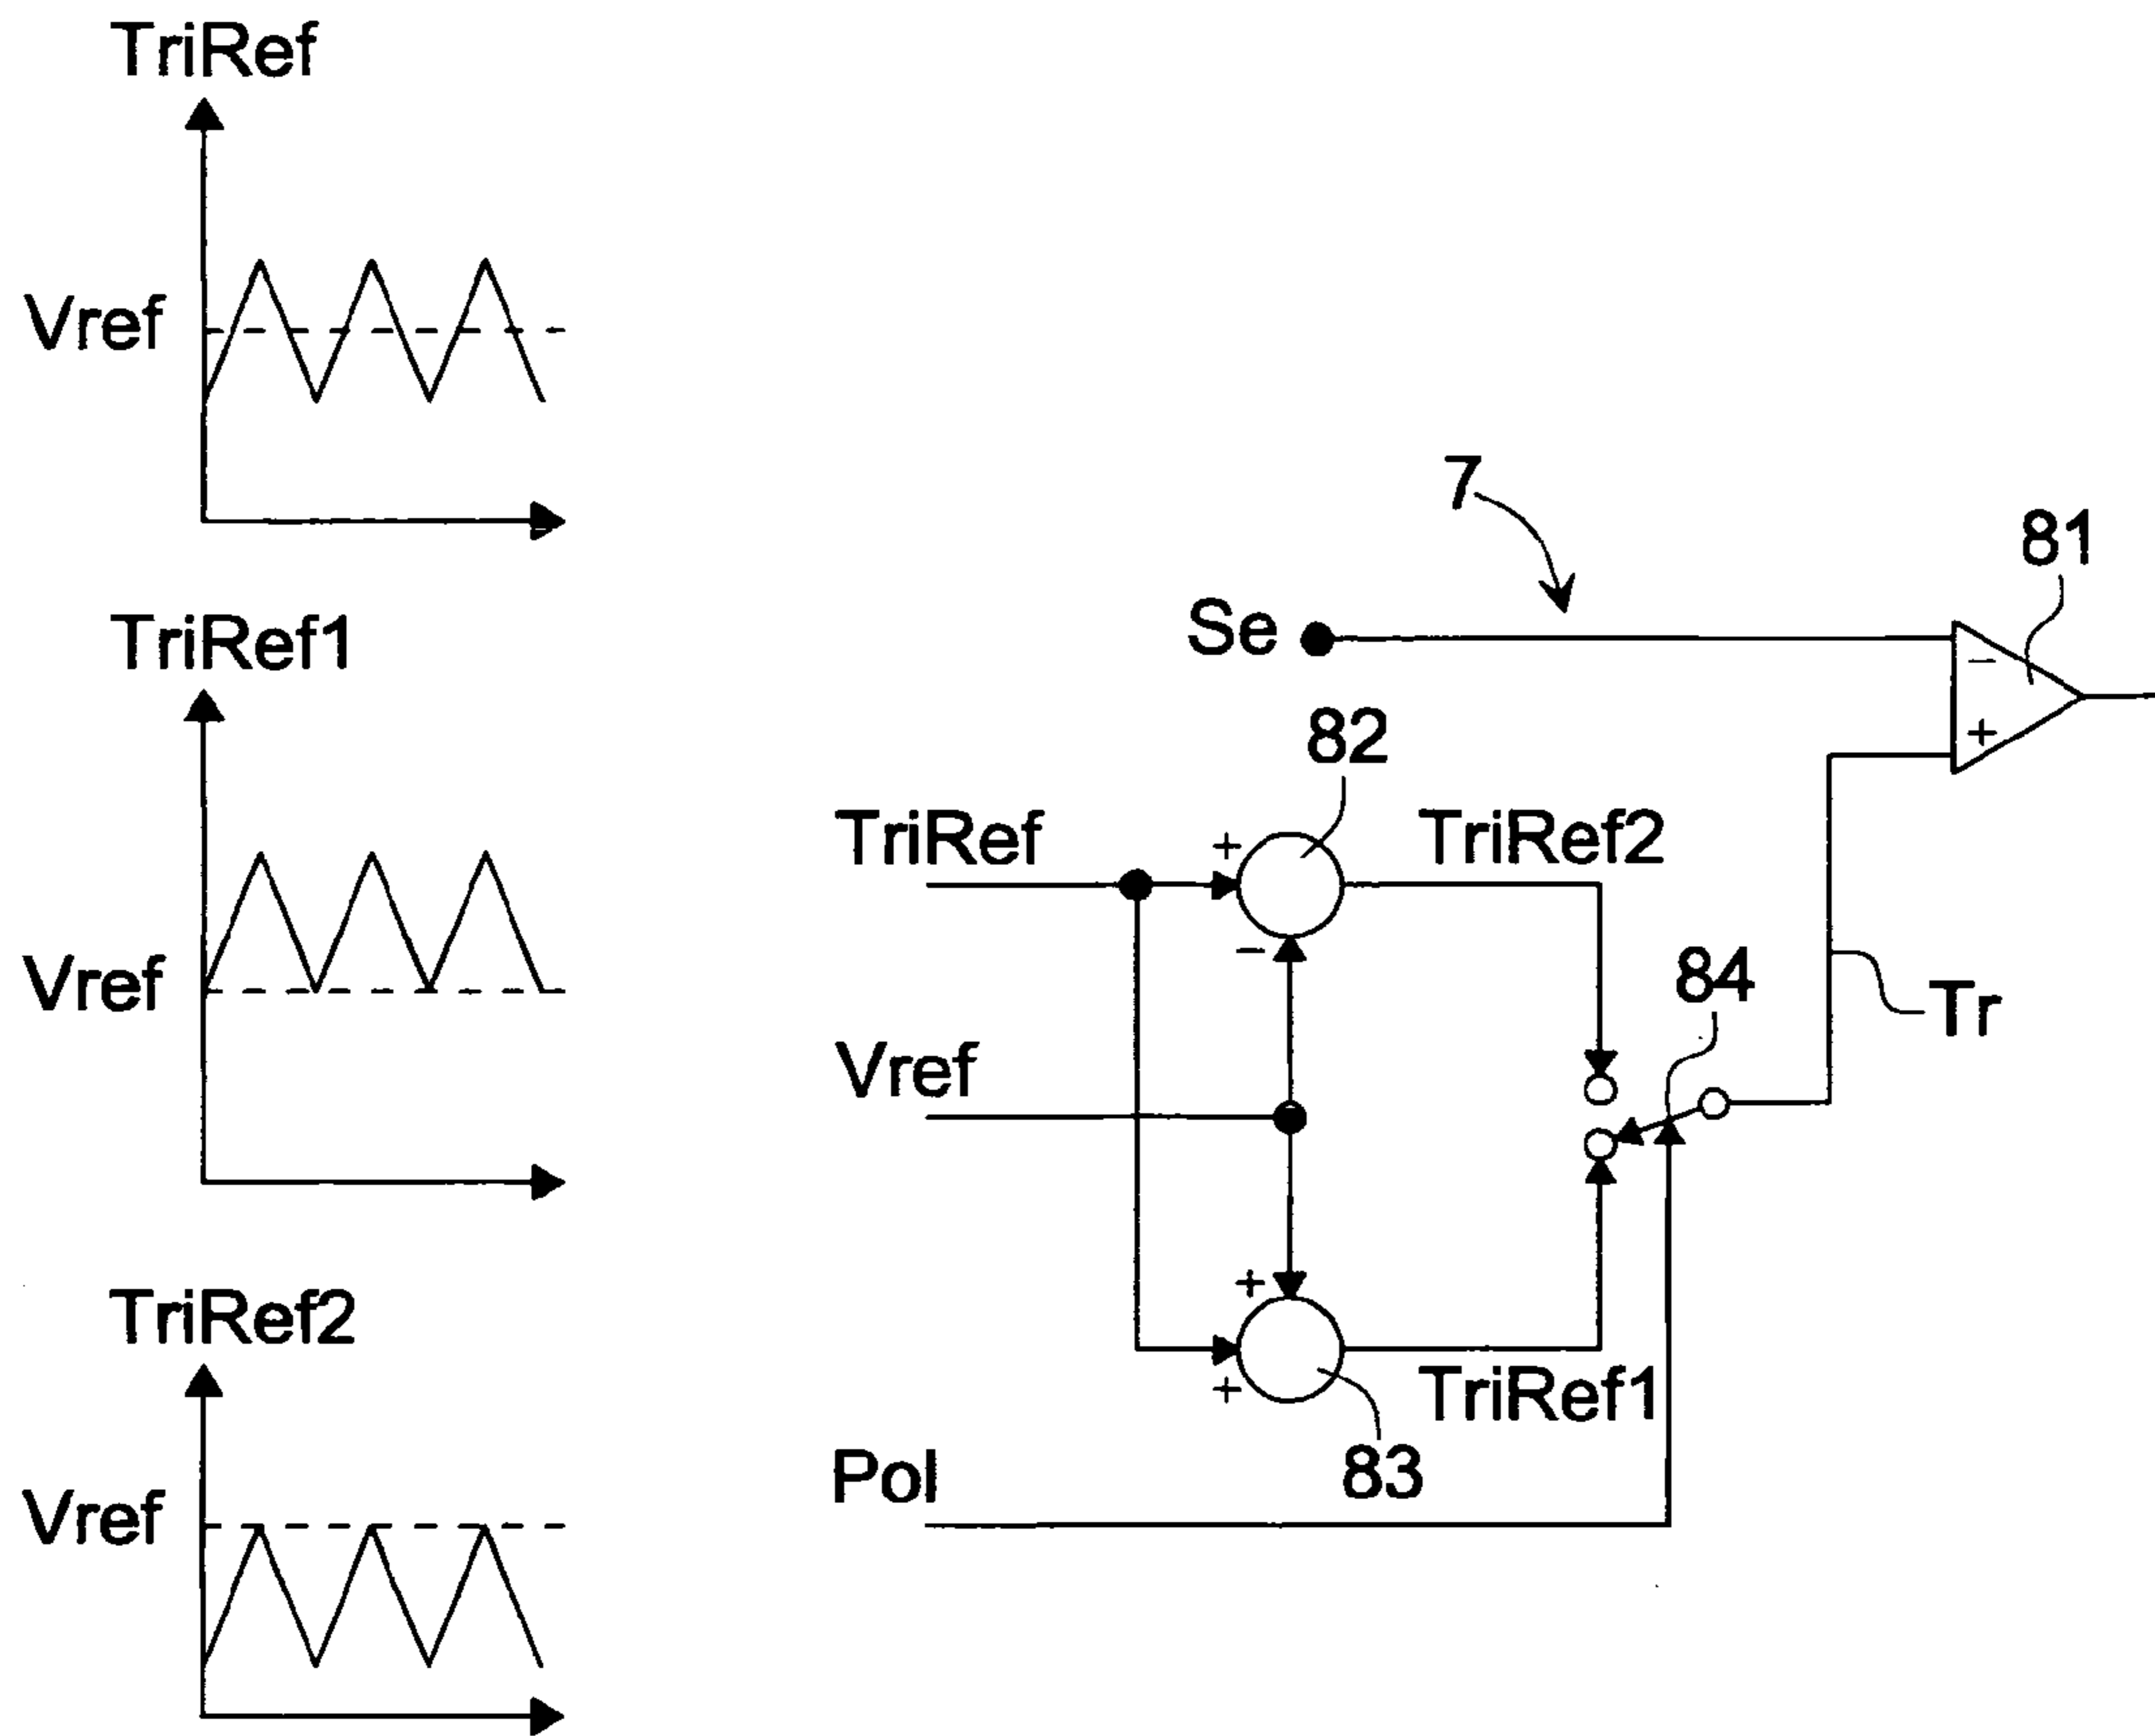 TriRef
Vref
TriRef1
Vref
TriRef2
Vref
7
81
Se
−
+
82
TriRef
+
TriRef2
−
84
Tr
Vref
+
+
TriRef1
83
Pol